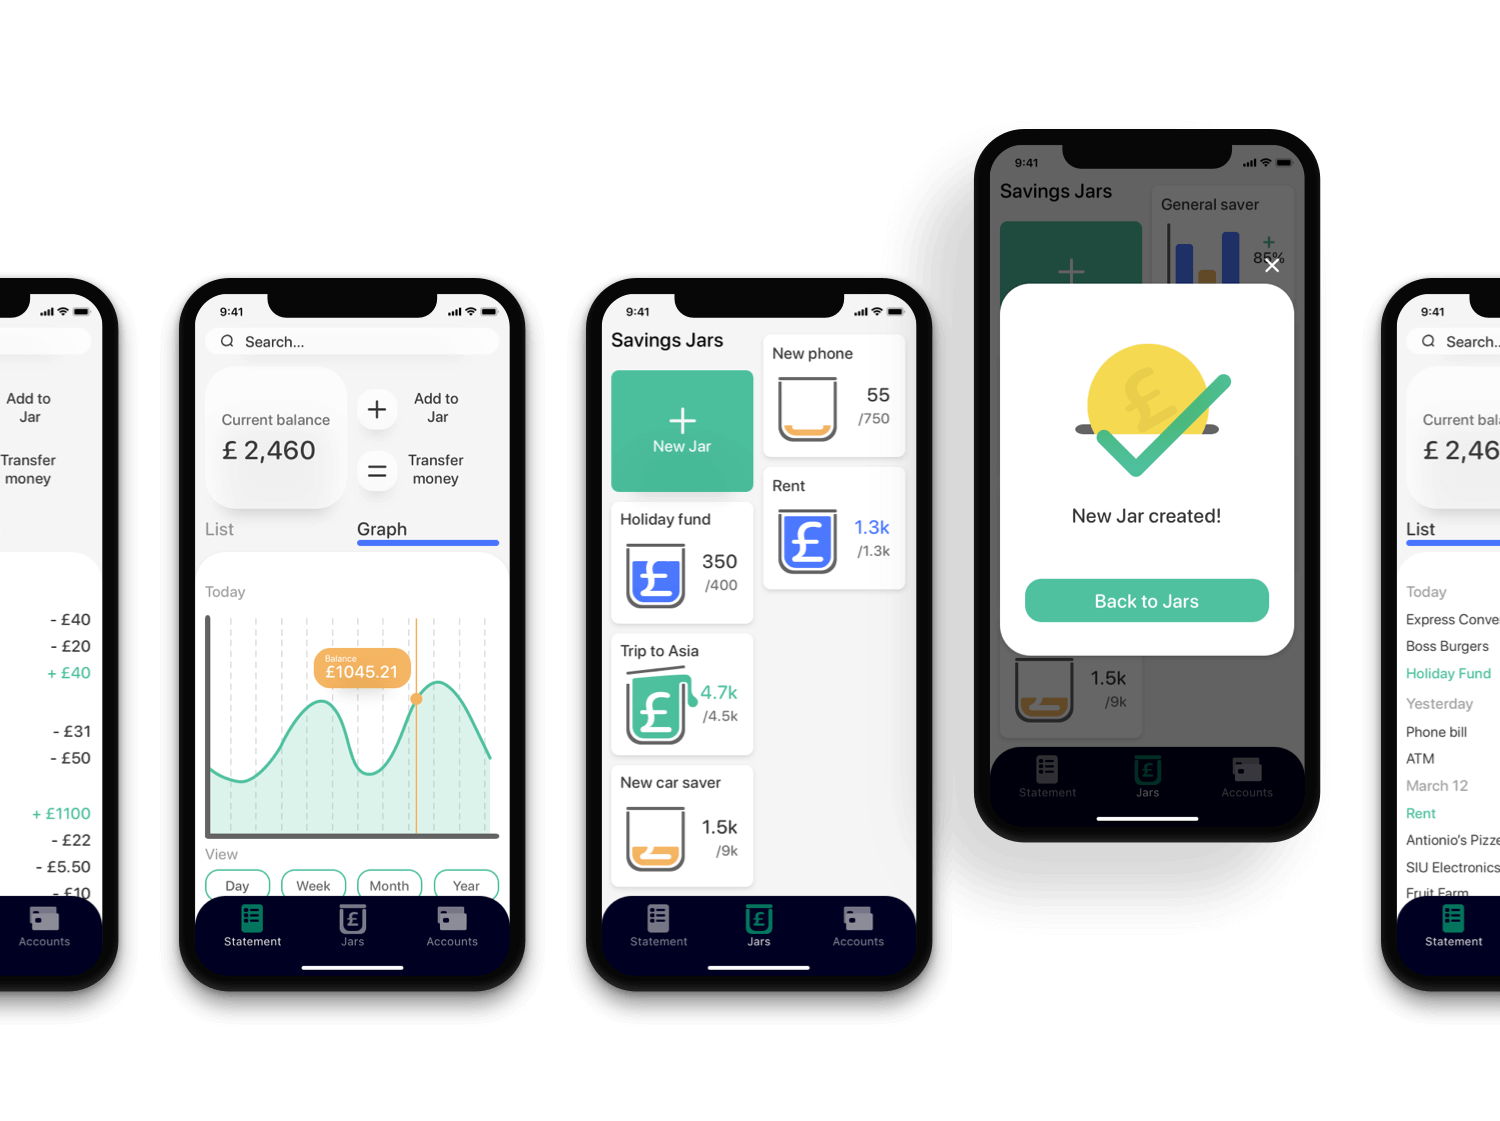 Add to
Jar
Transfer
money
- £40
- £20
+ £40
- £31
- £50
+ £1100
- £22
- £5.50
- £10
Accounts
9:41
Search...
Current balance
£ 2,460
Add to
Jar
Transfer
money
List
Graph
Today
Balance
£1045.21
View
Day
Week
Month
Year
Statement
Jars
Accounts
9:41
Savings Jars
New Jar
New phone
55
/750
Rent
£
1.3k
/1.3k
Holiday fund
£
350
/400
Trip to Asia
£
4.7k
/4.5k
New car saver
1.5k
/9k
Statement
£
Jars
Accounts
9:41
Savings Jars
General saver
+
85%
£
New Jar created!
Back to Jars
1.5k
/9k
Statement
£
Jars
Accounts
9:41
Search..
Current bala
£ 2,46
List
Today
Express Conve
Boss Burgers
Holiday Fund
Yesterday
Phone bill
ATM
March 12
Rent
Antionio's Pizze
SIU Electronics
Fruit Farm
Statement